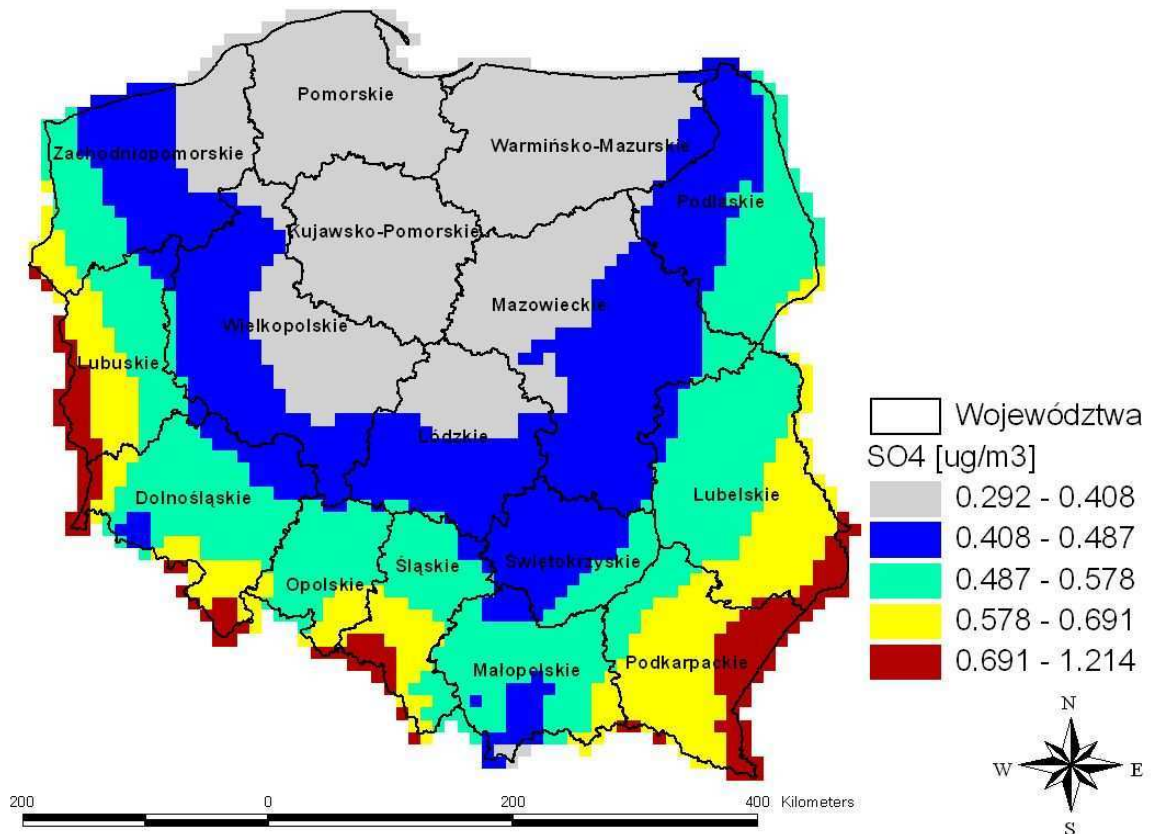 Pomorskie
Zachodniopomorskie
Warmińsko-Mazurskie
Podlaskie
Kujawsko-Pomorskie
Mazowieckie
Wielkopolskie
Lubuskie
Łódzkie
Dolnośląskie
Lubelskie
Opolskie
Śląskie
Świętokrzyskie
Małopolskie
Podkarpackie
Województwa
SO4 [ug/m3]
0.292 - 0.408
0.408 - 0.487
0.487 - 0.578
0.578 - 0.691
0.691 - 1.214
N
W E
S
200 0 200 400 Kilometers